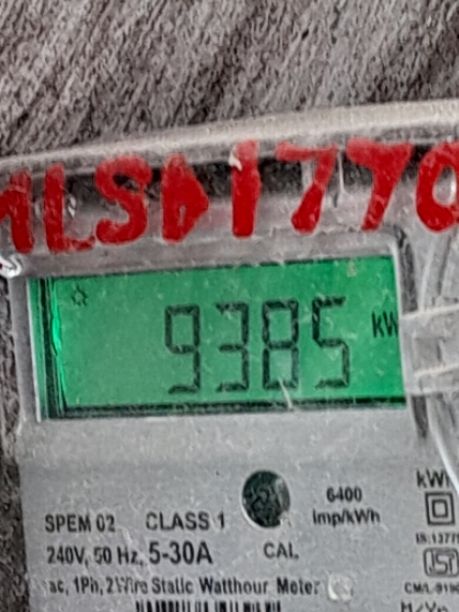 MLSD1770
9385 kW
6400
imp/kWh
kWh
SPEM 02 CLASS 1
240V, 50 Hz, 5-30A CAL
ac, 1Ph, 2Wire Static Watthour Meter